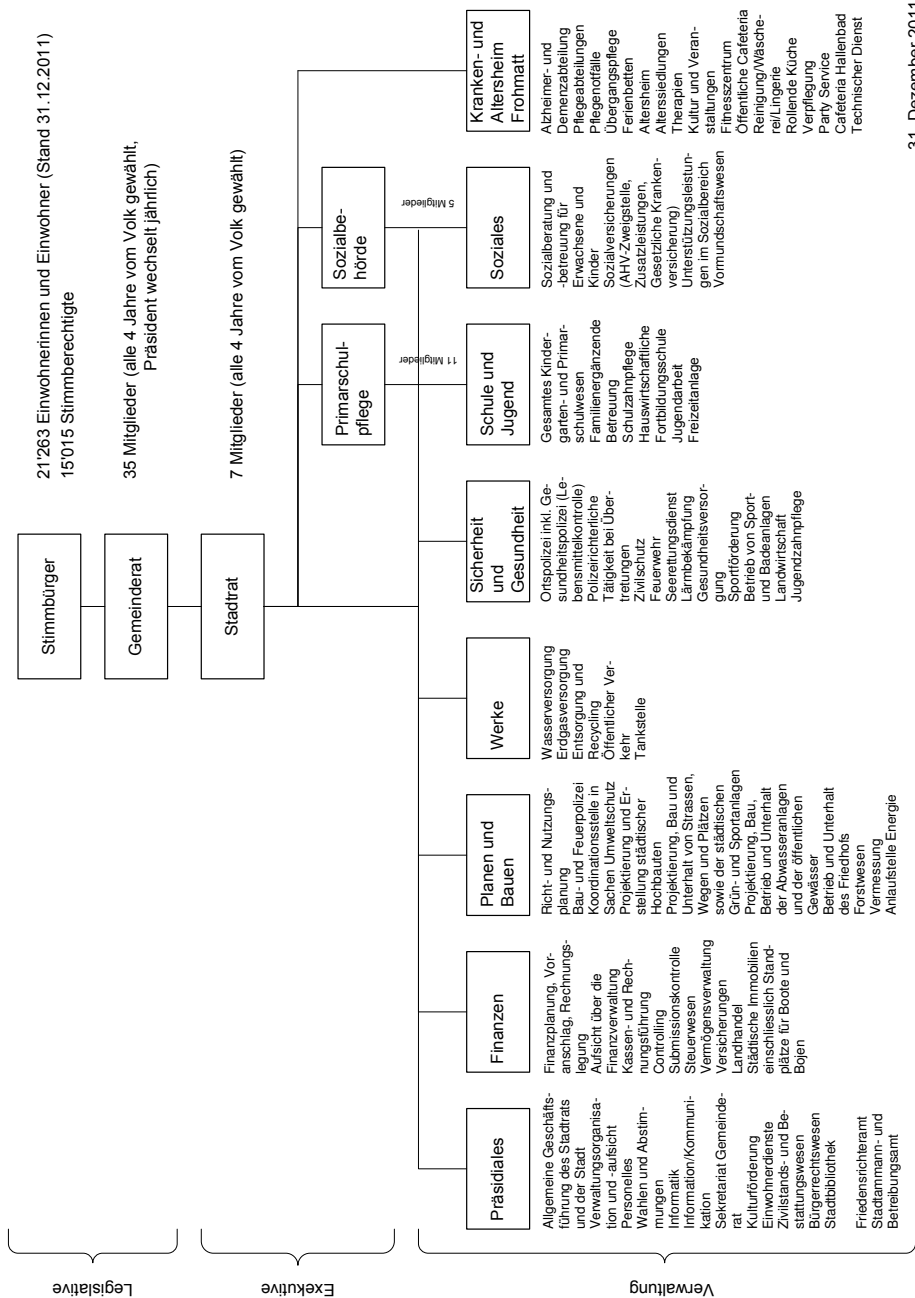 Legislative
Exekutive
Verwaltung
Stimmbürger
21'263 Einwohnerinnen und Einwohner (Stand 31.12.2011)
15'015 Stimmberechtigte
Gemeinderat
35 Mitglieder (alle 4 Jahre vom Volk gewählt,
Präsident wechselt jährlich)
Stadtrat
7 Mitglieder (alle 4 Jahre vom Volk gewählt)
Primarschul-
pflege
11 Mitglieder
Sozialbe-
hörde
5 Mitglieder
Präsidiales
Allgemeine Geschäfts-
führung des Stadtrats
und der Stadt
Verwaltungsorganisa-
tion und -aufsicht
Personelles
Wahlen und Abstim-
mungen
Informatik
Information/Kommuni-
kation
Sekretariat Gemeinde-
rat
Kulturförderung
Einwohnerdienste
Zivilstands- und Be-
stattungswesen
Bürgerrechtswesen
Stadtbibliothek
Friedensrichteramt
Stadtammann- und
Betreibungsamt
Finanzen
Finanzplanung, Vor-
anschlag, Rechnungs-
legung
Aufsicht über die
Finanzverwaltung
Kassen- und Rech-
nungsführung
Controlling
Submissionskontrolle
Steuerwesen
Vermögensverwaltung
Versicherungen
Landhandel
Städtische Immobilien
einschliesslich Stand-
plätze für Boote und
Bojen
Planen und
Bauen
Richt- und Nutzungs-
planung
Bau- und Feuerpolizei
Koordinationsstelle in
Sachen Umweltschutz
Projektierung und Er-
stellung städtischer
Hochbauten
Projektierung, Bau und
Unterhalt von Strassen,
Wegen und Plätzen
sowie der städtischen
Grün- und Sportanlagen
Projektierung, Bau,
Betrieb und Unterhalt
der Abwasseranlagen
und der öffentlichen
Gewässer
Betrieb und Unterhalt
des Friedhofs
Forstwesen
Vermessung
Anlaufstelle Energie
Werke
Wasserversorgung
Erdgasversorgung
Entsorgung und
Recycling
Öffentlicher Ver-
kehr
Tankstelle
Sicherheit
und
Gesundheit
Ortspolizei inkl. Ge-
sundheitspolizei (Le-
bensmittelkontrolle)
Polizeirichterliche
Tätigkeit bei Über-
tretungen
Zivilschutz
Feuerwehr
Seerettungsdienst
Lärmbekämpfung
Gesundheitsversor-
gung
Sportförderung
Betrieb von Sport-
und Badeanlagen
Landwirtschaft
Jugendzahnpflege
Schule und
Jugend
Gesamtes Kinder-
garten- und Primar-
schulwesen
Familienergänzende
Betreuung
Schulzahnpflege
Hauswirtschaftliche
Fortbildungsschule
Jugendarbeit
Freizeitanlage
Soziales
Sozialberatung und
-betreuung für
Erwachsene und
Kinder
Sozialversicherungen
(AHV-Zweigstelle,
Zusatzleistungen,
Gesetzliche Kranken-
versicherung)
Unterstützungsleistun-
gen im Sozialbereich
Vormundschaftswesen
Kranken- und
Altersheim
Frohmatt
Alzheimer- und
Demenzabteilung
Pflegeabteilungen
Pflegenotfälle
Übergangspflege
Ferienbetten
Altersheim
Alterssiedlungen
Therapien
Kultur und Veran-
staltungen
Fitnesszentrum
Öffentliche Cafeteria
Reinigung/Wäsche-
rei/Lingerie
Rollende Küche
Verpflegung
Party Service
Cafeteria Hallenbad
Technischer Dienst
31. Dezember 2011